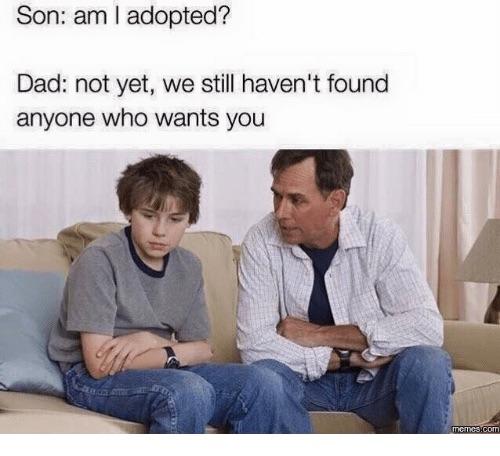 Son: am I adopted?
Dad: not yet, we still haven't found
anyone who wants you
memes.com